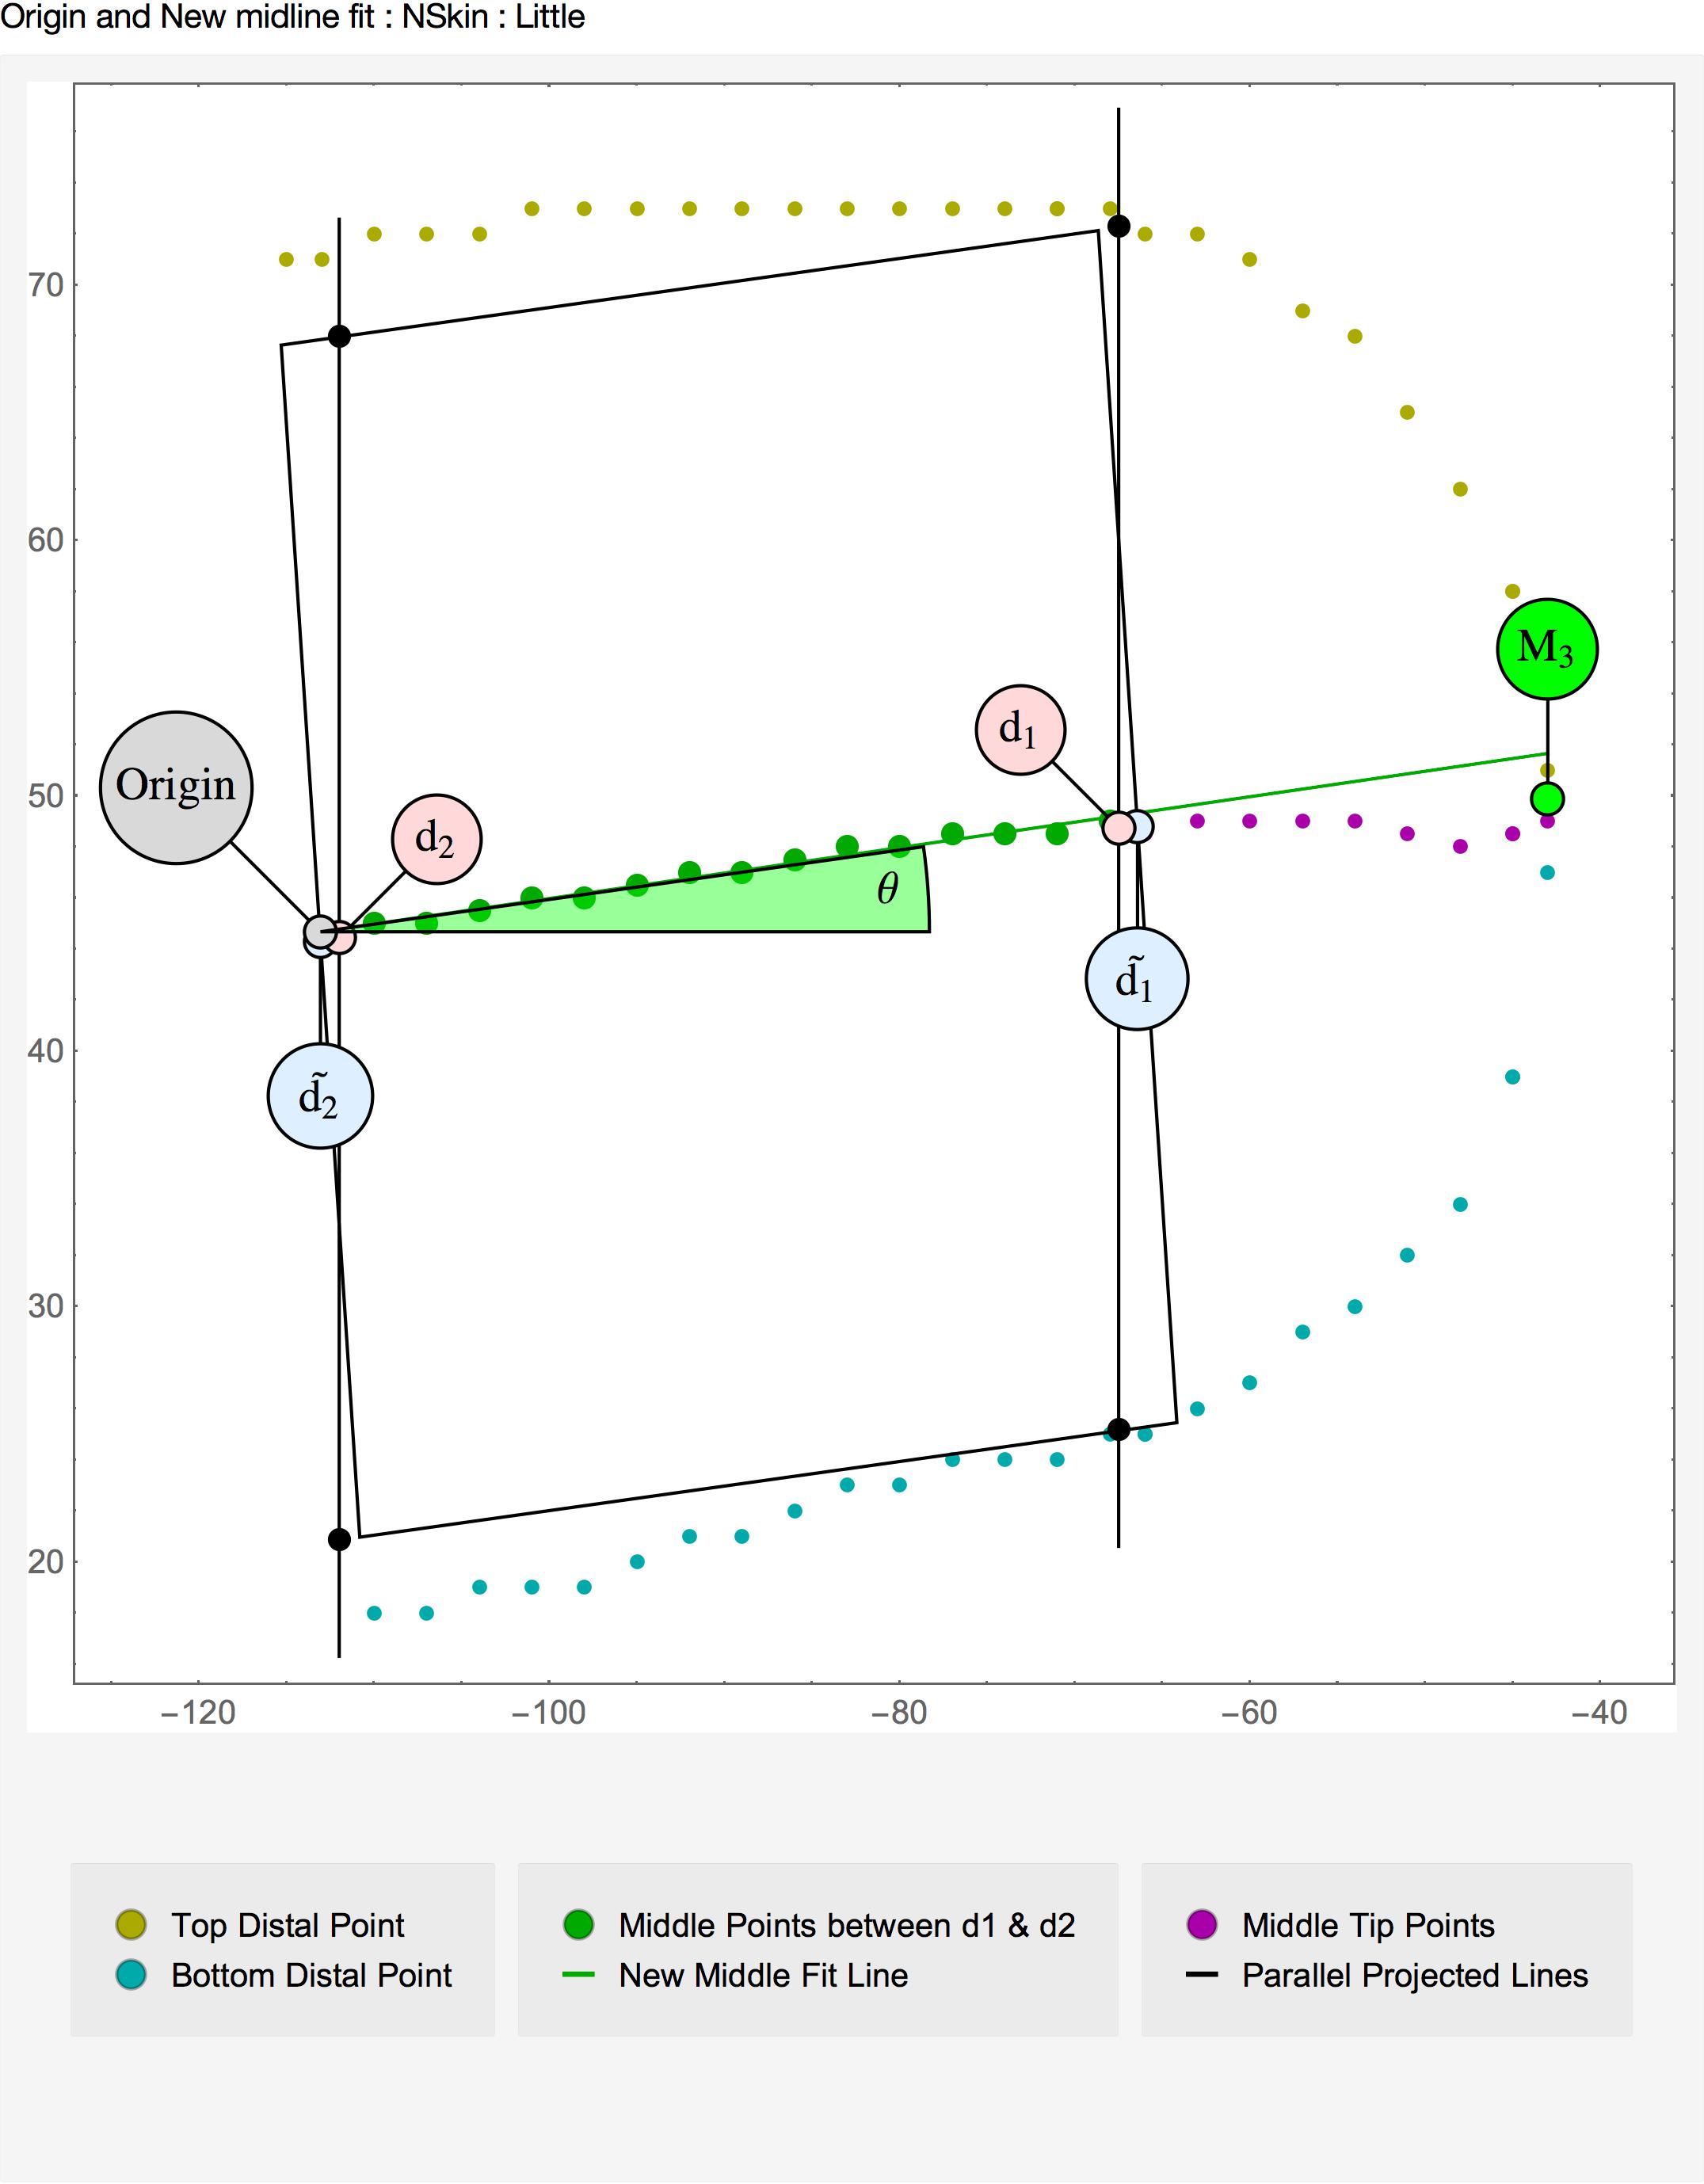 Origin and New midline fit : NSkin : Little
70
60
50
40
30
20
−120
−100
−80
−60
−40
M₃
d₁
Origin
d₂
θ
d̃₁
d̃₂
Top Distal Point
Bottom Distal Point
Middle Points between d1 & d2
New Middle Fit Line
Middle Tip Points
Parallel Projected Lines